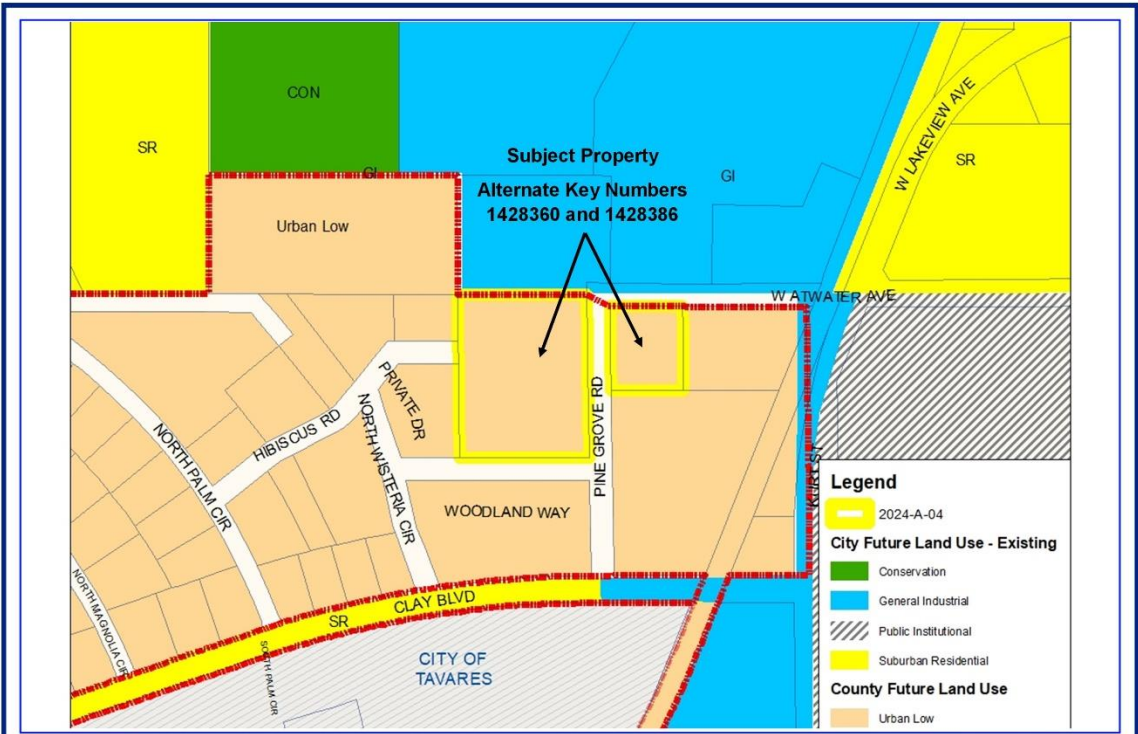 CON
SR
GI
Subject Property
Alternate Key Numbers
1428360 and 1428386
GI
W LAKEVIEW AVE
SR
Urban Low
W ATWATER AVE
PRIVATE DR
HIBISCUS RD
NORTH WISTERIA CIR
NORTH PALM CIR
PINE GROVE RD
WOODLAND WAY
KURT ST
NORTH MAGNOLIA CIR
SOUTH PALM CIR
SR
CLAY BLVD
CITY OF
TAVARES
Legend
2024-A-04
City Future Land Use - Existing
Conservation
General Industrial
Public Institutional
Suburban Residential
County Future Land Use
Urban Low